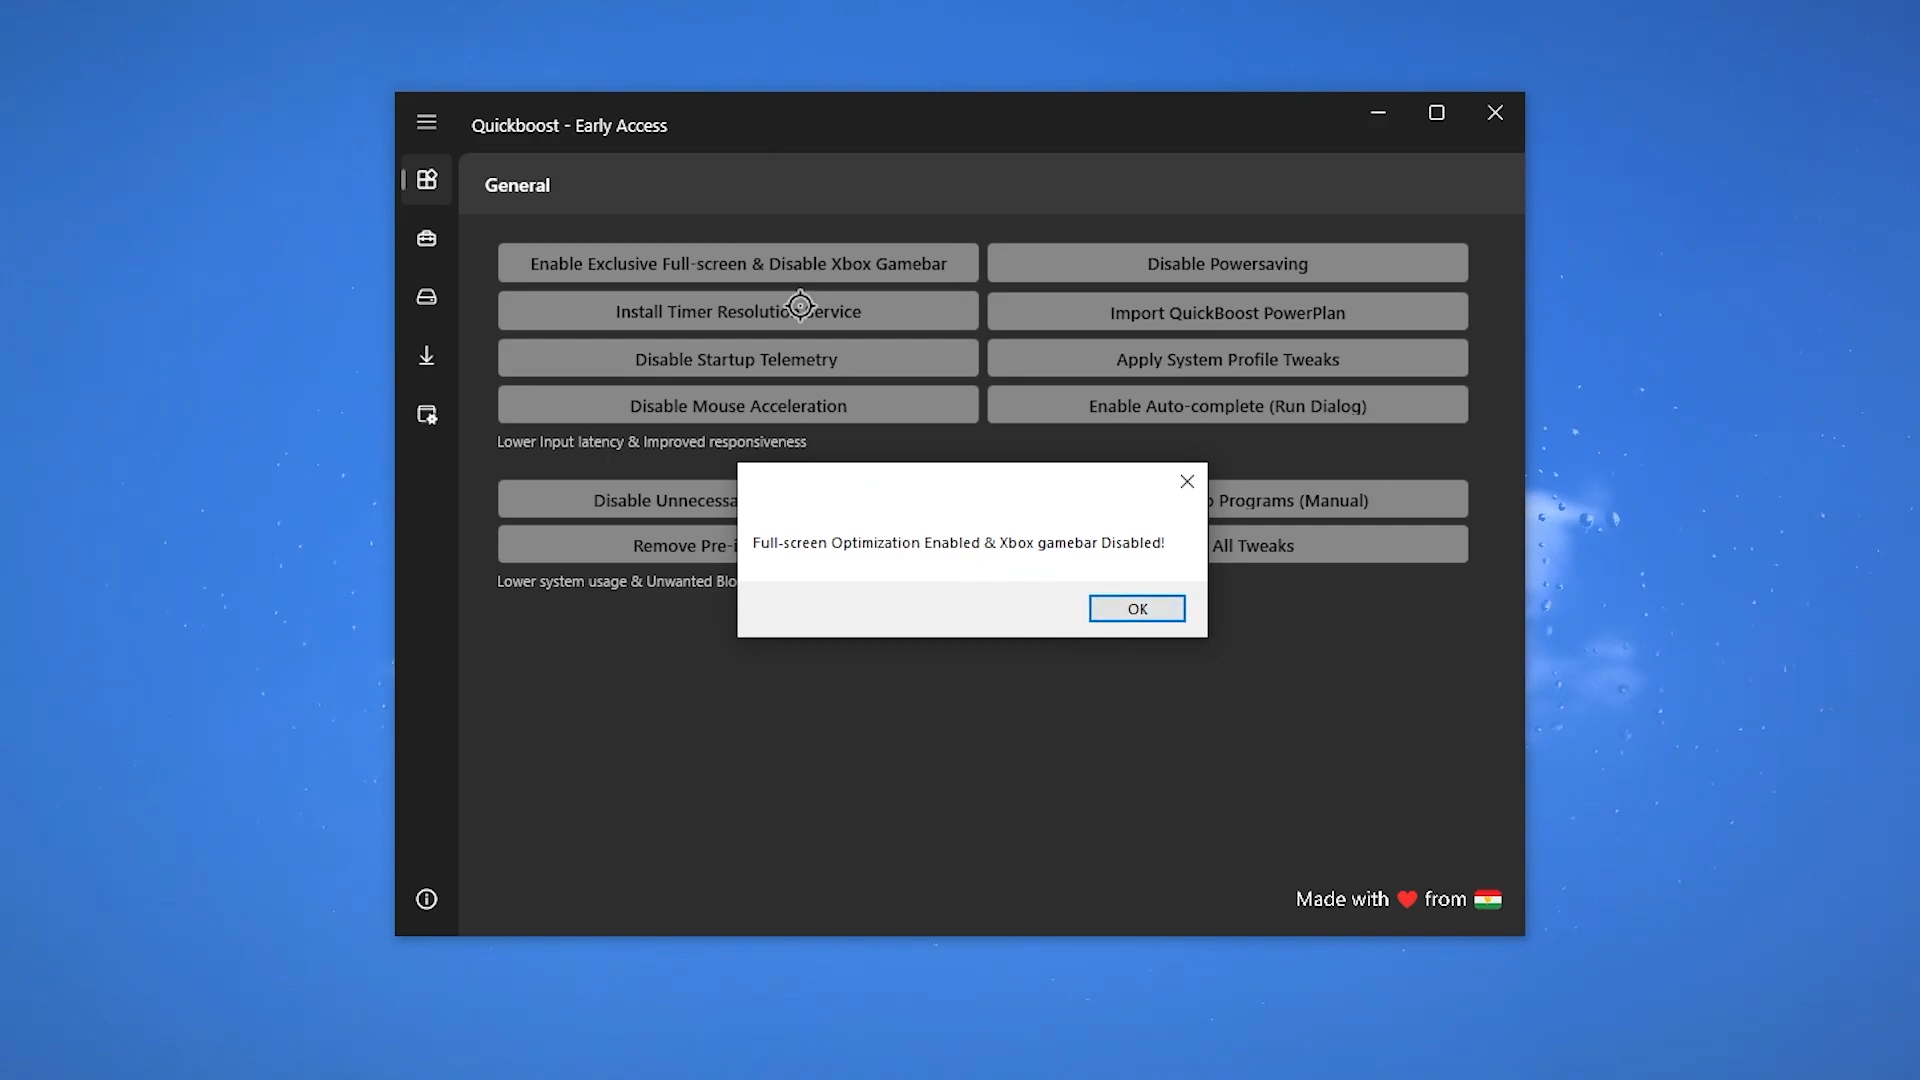 Quickboost - Early Access
General
Enable Exclusive Full-screen & Disable Xbox Gamebar
Disable Powersaving
Install Timer Resolution Service
Import QuickBoost PowerPlan
Disable Startup Telemetry
Apply System Profile Tweaks
Disable Mouse Acceleration
Enable Auto-complete (Run Dialog)
Lower Input latency & Improved responsiveness
Disable
Programs (Manual)
Full-screen Optimization Enabled & Xbox gamebar Disabled!
Remove
All Tweaks
Lower system usage & Unwanted
OK
Made with ❤ from